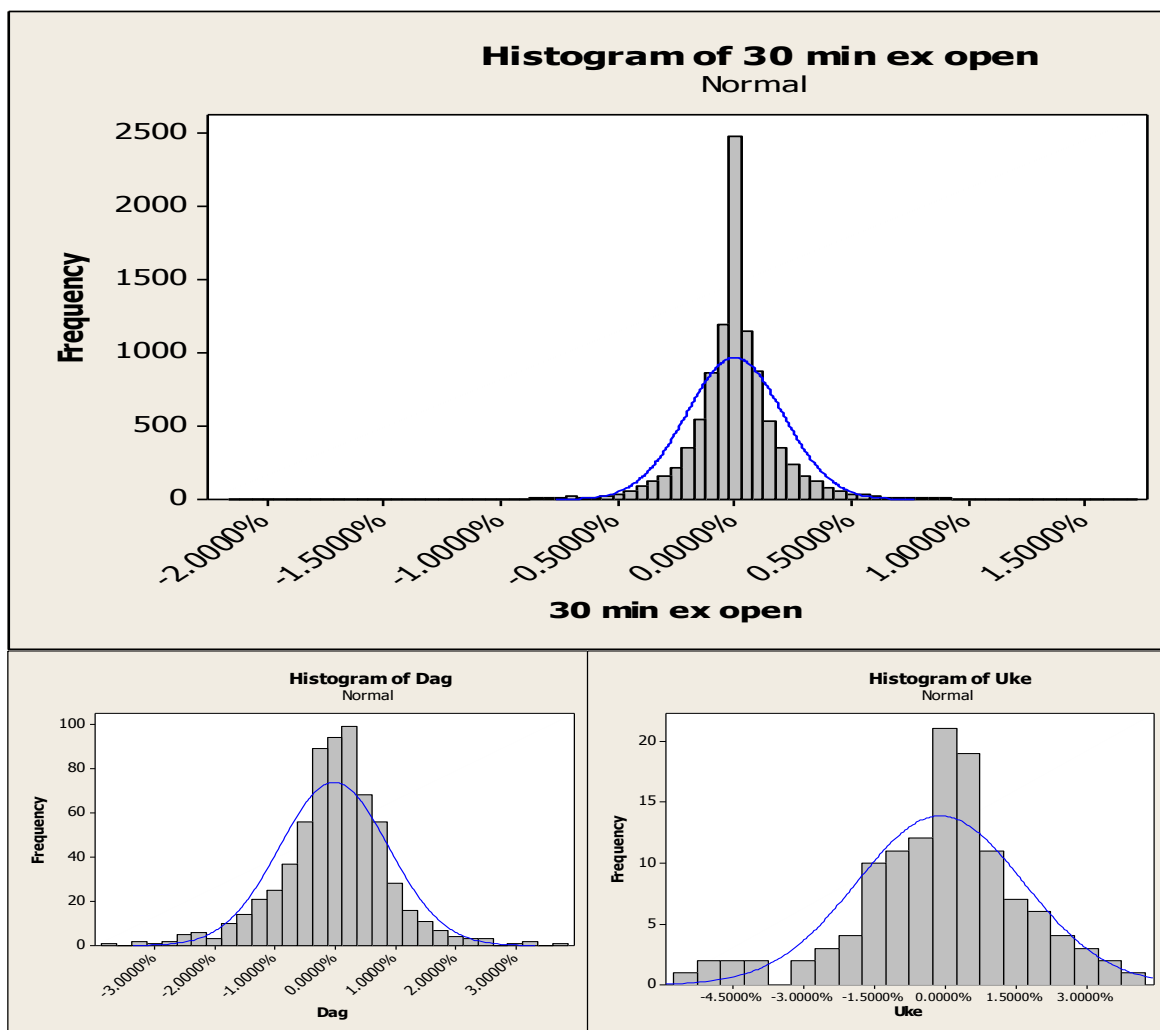 Histogram of 30 min ex open
Normal
2500
2000
1500
1000
500
0
Frequency
-2.0000%
-1.5000%
-1.0000%
-0.5000%
0.0000%
0.5000%
1.0000%
1.5000%
30 min ex open
Histogram of Dag
Normal
100
80
60
40
20
0
Frequency
-3.0000%
-2.0000%
-1.0000%
0.0000%
1.0000%
2.0000%
3.0000%
Dag
Histogram of Uke
Normal
20
15
10
5
0
Frequency
-4.5000% -3.0000% -1.5000% 0.0000% 1.5000% 3.0000%
Uke